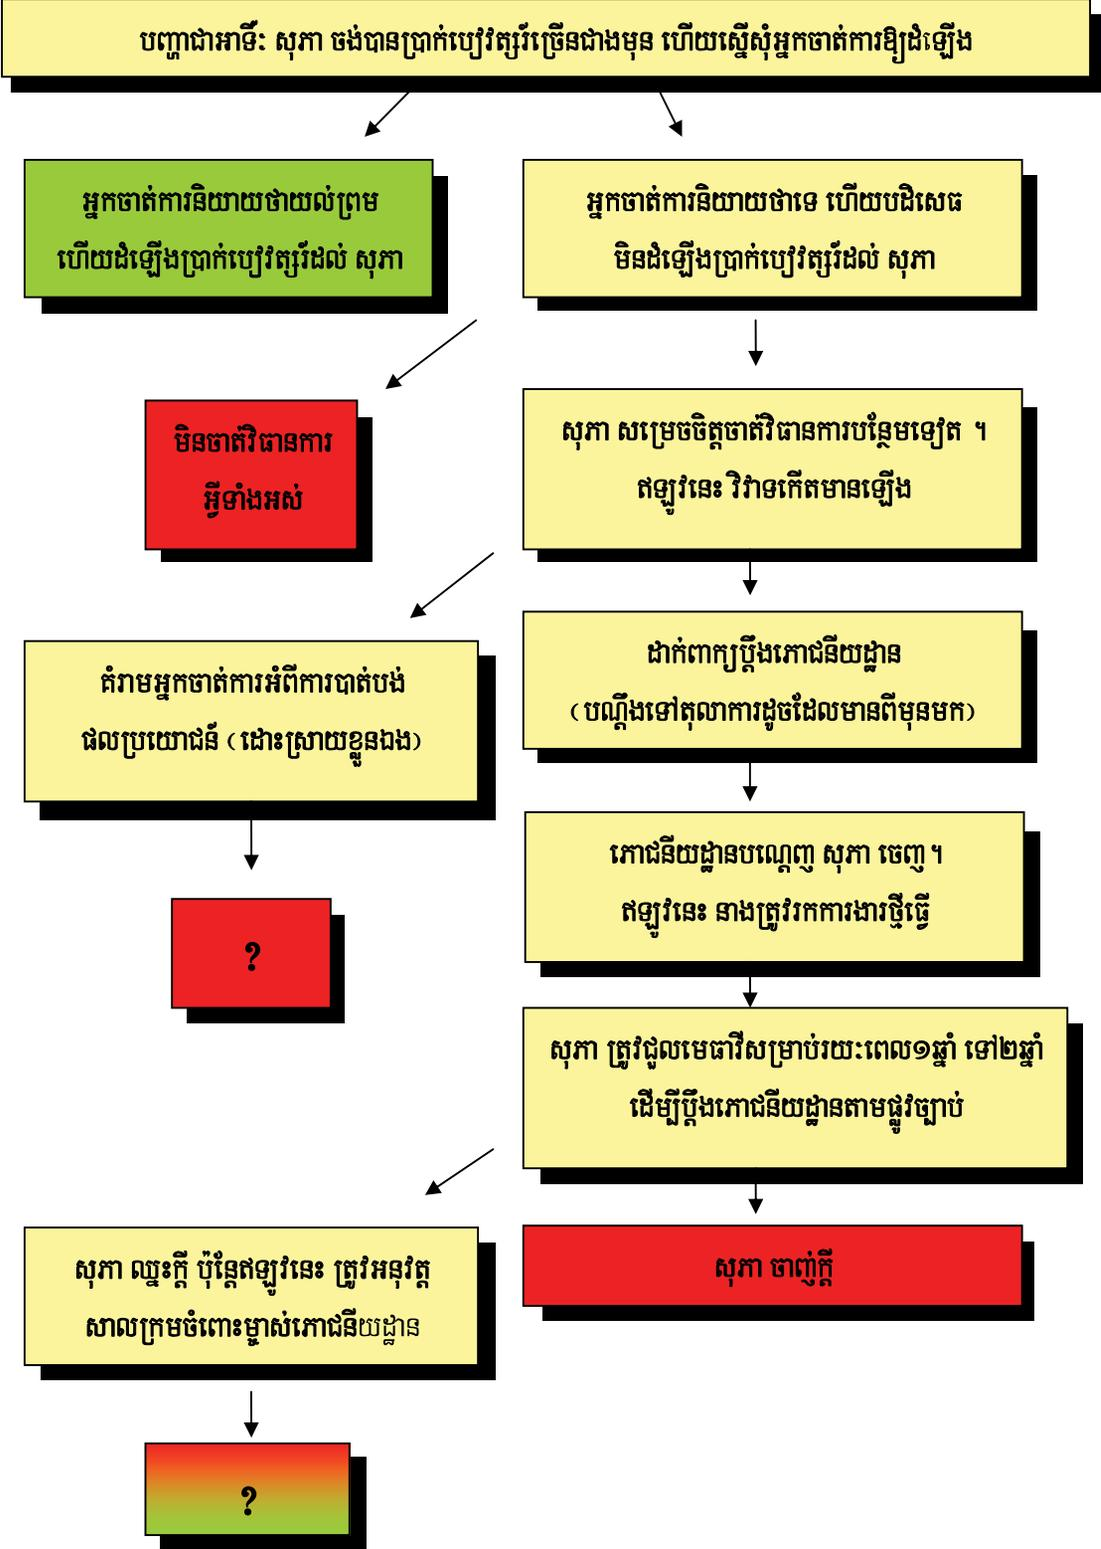 បញ្ហាជាអាទិ៍ៈ សុភា ចង់បានប្រាក់បៀវត្សរ៍ច្រើនជាងមុន ហើយស្នើសុំអ្នកចាត់ការឱ្យដំឡើង
អ្នកចាត់ការនិយាយថាយល់ព្រម
ហើយដំឡើងប្រាក់បៀវត្សរ៍ដល់ សុភា
អ្នកចាត់ការនិយាយថាទេ ហើយបដិសេធ
មិនដំឡើងប្រាក់បៀវត្សរ៍ដល់ សុភា
មិនចាត់វិធានការ
អ្វីទាំងអស់
សុភា សម្រេចចិត្តចាត់វិធានការបន្ថែមទៀត ។
ឥឡូវនេះ វិវាទកើតមានឡើង
គំរាមអ្នកចាត់ការអំពីការបាត់បង់
ផលប្រយោជន៍ (ដោះស្រាយខ្លួនឯង)
ដាក់ពាក្យប្តឹងភោជនីយដ្ឋាន
(បណ្តឹងទៅតុលាការដូចដែលមានពីមុនមក)
ភោជនីយដ្ឋានបណ្តេញ សុភា ចេញ។
ឥឡូវនេះ នាងត្រូវរកការងារថ្មីធ្វើ
?
សុភា ត្រូវជួលមេធាវីសម្រាប់រយៈពេល១ឆ្នាំ ទៅ២ឆ្នាំ
ដើម្បីប្តឹងភោជនីយដ្ឋានតាមផ្លូវច្បាប់
សុភា ឈ្នះក្តី ប៉ុន្តែឥឡូវនេះ ត្រូវអនុវត្ត
សាលក្រមចំពោះម្ចាស់ភោជនីយដ្ឋាន
សុភា ចាញ់ក្តី
?